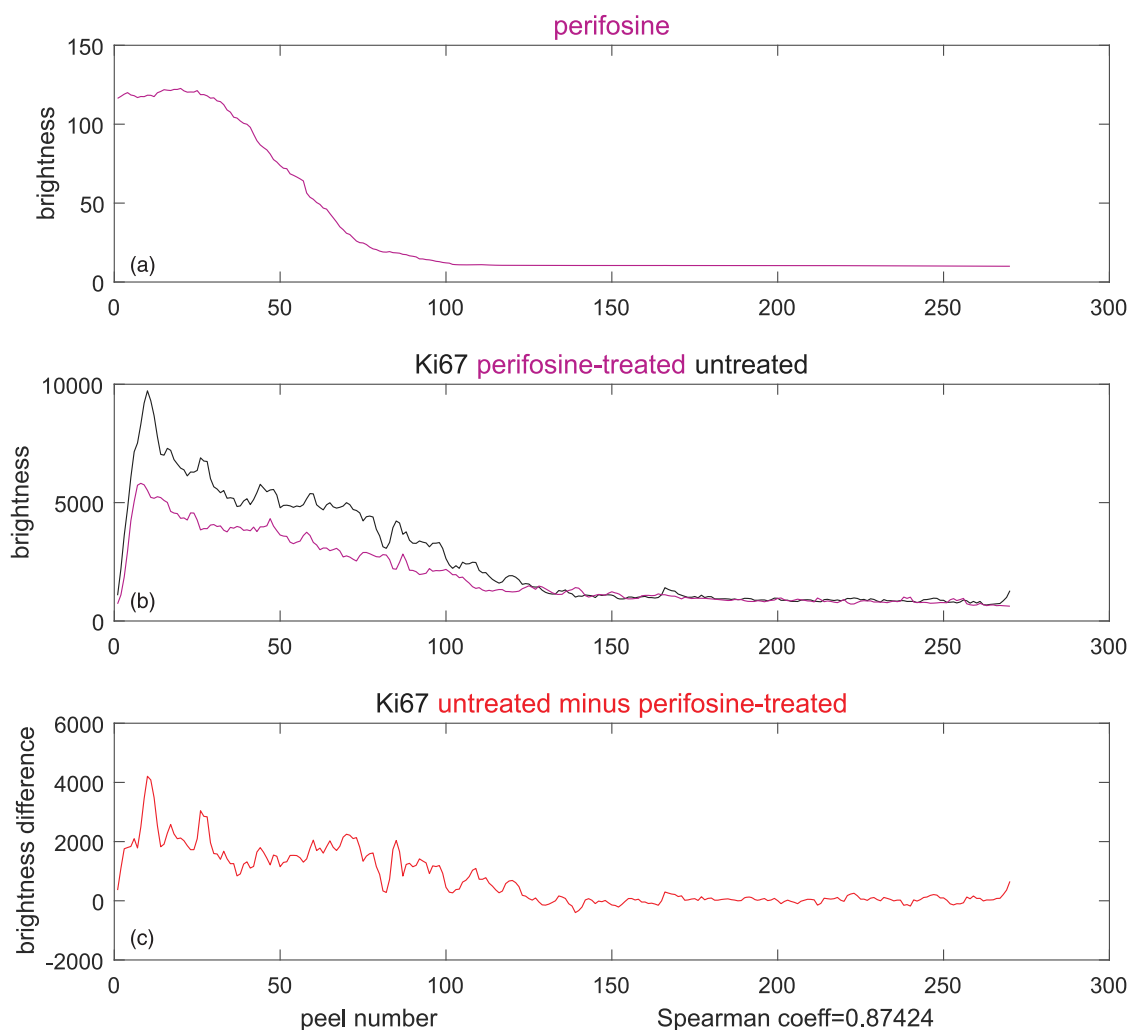 perifosine
150
100
50
0
brightness
(a)
0 50 100 150 200 250 300
Ki67 perifosine-treated untreated
10000
5000
0
brightness
(b)
0 50 100 150 200 250 300
Ki67 untreated minus perifosine-treated
6000
4000
2000
0
-2000
brightness difference
(c)
0 50 100 150 200 250 300
peel number Spearman coeff=0.87424